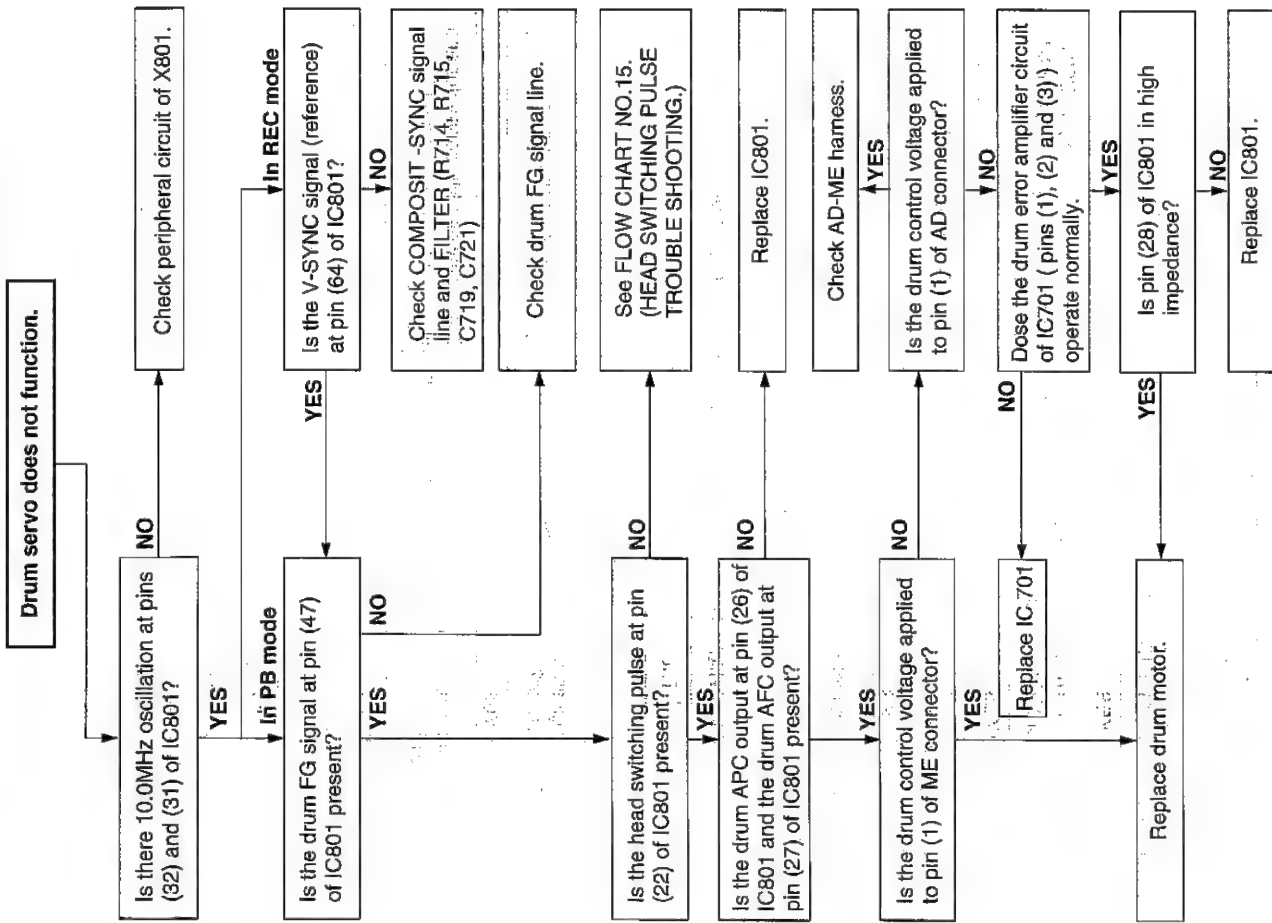 Drum servo does not function.
Is there 10.0MHz oscillation at pins
(32) and (31) of IC801?
NO
Check peripheral circuit of X801.
YES
In PB mode
In REC mode
Is the V-SYNC signal (reference)
at pin (64) of IC801?
YES
NO
Check COMPOSIT -SYNC signal
line and FILTER (R714, R715,
C719, C721)
Is the drum FG signal at pin (47)
of IC801 present?
NO
Check drum FG signal line.
YES
Is the head switching pulse at pin
(22) of IC801 present?
NO
See FLOW CHART NO.15.
(HEAD SWITCHING PULSE
TROUBLE SHOOTING.)
YES
Is the drum APC output at pin (26) of
IC801 and the drum AFC output at
pin (27) of IC801 present?
NO
Replace IC801.
YES
Is the drum control voltage applied
to pin (1) of ME connector?
NO
Is the drum control voltage applied
to pin (1) of AD connector?
YES
Check AD-ME harness.
NO
Dose the drum error amplifier circuit
of IC701 ( pins (1), (2) and (3) )
operate normally.
NO
Replace IC 701
YES
Is pin (28) of IC801 in high
impedance?
YES
YES
Replace drum motor.
NO
Replace IC801.